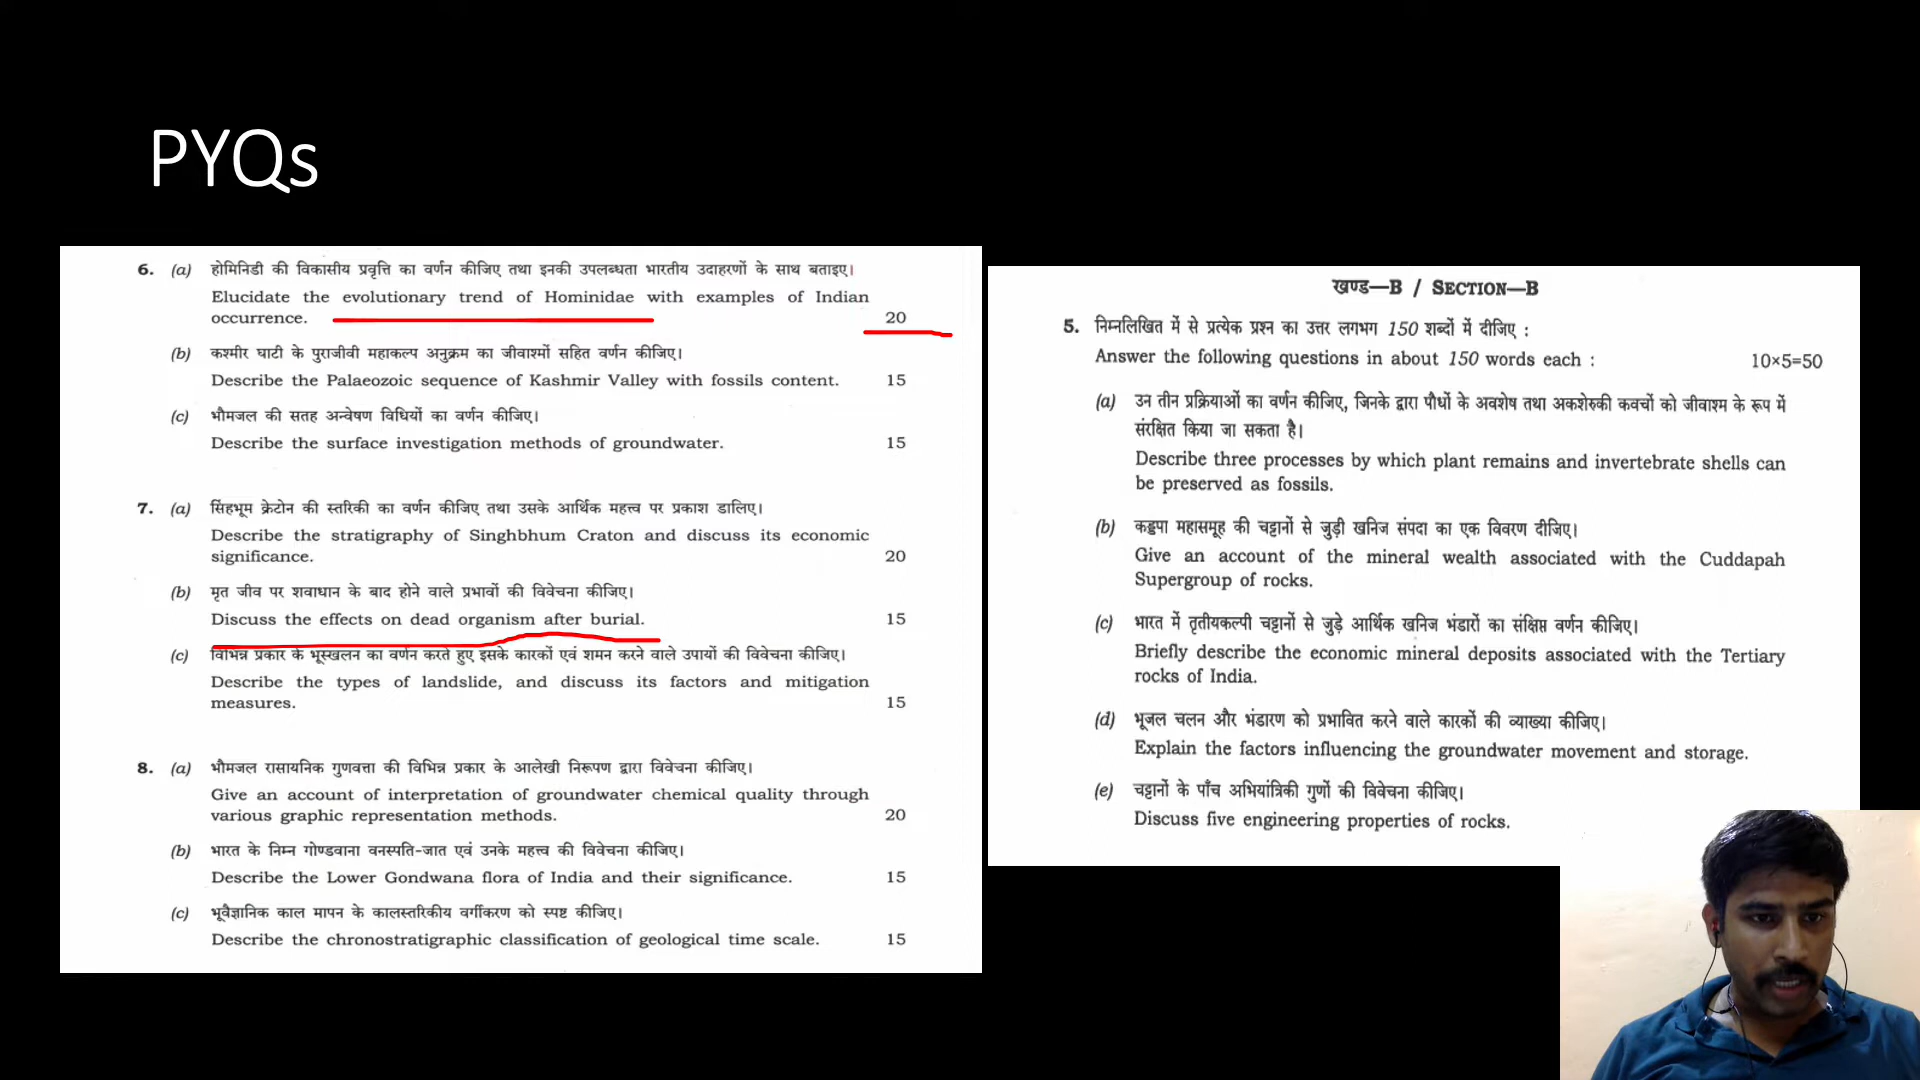 PYQs
6. (a) होमिनिडी की विकासीय प्रवृत्ति का वर्णन कीजिए तथा इनकी उपलब्धता भारतीय उदाहरणों के साथ बताइए।
Elucidate the evolutionary trend of Hominidae with examples of Indian
occurrence. 20
(b) कश्मीर घाटी के पुराजीवी महाकल्प अनुक्रम का जीवाश्मों सहित वर्णन कीजिए।
Describe the Palaeozoic sequence of Kashmir Valley with fossils content. 15
(c) भौमजल की सतह अन्वेषण विधियों का वर्णन कीजिए।
Describe the surface investigation methods of groundwater. 15
7. (a) सिंहभूम क्रेटोन की स्तरिकी का वर्णन कीजिए तथा उसके आर्थिक महत्त्व पर प्रकाश डालिए।
Describe the stratigraphy of Singhbhum Craton and discuss its economic
significance. 20
(b) मृत जीव पर शवाधान के बाद होने वाले प्रभावों की विवेचना कीजिए।
Discuss the effects on dead organism after burial. 15
(c) विभिन्न प्रकार के भूस्खलन का वर्णन करते हुए इसके कारकों एवं शमन करने वाले उपायों की विवेचना कीजिए।
Describe the types of landslide, and discuss its factors and mitigation
measures. 15
8. (a) भौमजल रासायनिक गुणवत्ता की विभिन्न प्रकार के आलेखी निरूपण द्वारा विवेचना कीजिए।
Give an account of interpretation of groundwater chemical quality through
various graphic representation methods. 20
(b) भारत के निम्न गोण्डवाना वनस्पति-जात एवं उनके महत्त्व की विवेचना कीजिए।
Describe the Lower Gondwana flora of India and their significance. 15
(c) भूवैज्ञानिक काल मापन के कालस्तरिकीय वर्गीकरण को स्पष्ट कीजिए।
Describe the chronostratigraphic classification of geological time scale. 15
खण्ड—B / SECTION—B
5. निम्नलिखित में से प्रत्येक प्रश्न का उत्तर लगभग 150 शब्दों में दीजिए :
Answer the following questions in about 150 words each : 10×5=50
(a) उन तीन प्रक्रियाओं का वर्णन कीजिए, जिनके द्वारा पौधों के अवशेष तथा अकशेरुकी कवचों को जीवाश्म के रूप में
संरक्षित किया जा सकता है।
Describe three processes by which plant remains and invertebrate shells can
be preserved as fossils.
(b) कड्डपा महासमूह की चट्टानों से जुड़ी खनिज संपदा का एक विवरण दीजिए।
Give an account of the mineral wealth associated with the Cuddapah
Supergroup of rocks.
(c) भारत में तृतीयकल्पी चट्टानों से जुड़े आर्थिक खनिज भंडारों का संक्षिप्त वर्णन कीजिए।
Briefly describe the economic mineral deposits associated with the Tertiary
rocks of India.
(d) भूजल चलन और भंडारण को प्रभावित करने वाले कारकों की व्याख्या कीजिए।
Explain the factors influencing the groundwater movement and storage.
(e) चट्टानों के पाँच अभियांत्रिकी गुणों की विवेचना कीजिए।
Discuss five engineering properties of rocks.